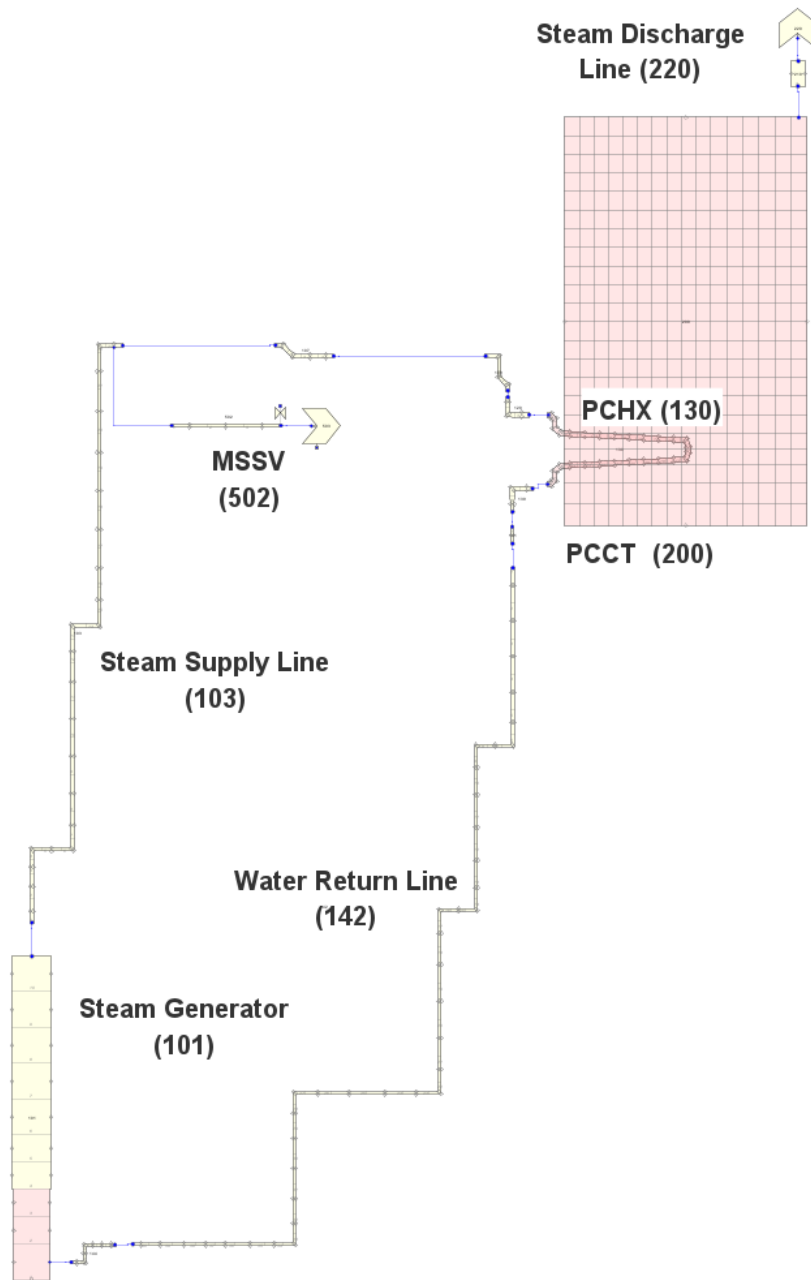 Steam Discharge
Line (220)
PCHX (130)
MSSV
(502)
PCCT (200)
Steam Supply Line
(103)
Water Return Line
(142)
Steam Generator
(101)